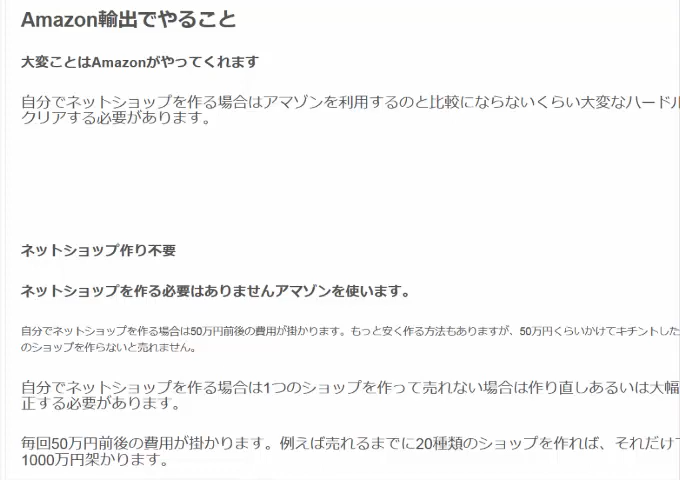 Amazon輸出でやること
大変ことはAmazonがやってくれます
自分でネットショップを作る場合はアマゾンを利用するのと比較にならないくらい大変なハードル
クリアする必要があります。
ネットショップ作り不要
ネットショップを作る必要はありませんアマゾンを使います。
自分でネットショップを作る場合は50万円前後の費用が掛かります。もっと安く作る方法もありますが、50万円くらいかけてキチントした
のショップを作らないと売れません。
自分でネットショップを作る場合は1つのショップを作って売れない場合は作り直しあるいは大幅
正する必要があります。
毎回50万円前後の費用が掛かります。例えば売れるまでに20種類のショップを作れば、それだけで
1000万円架かります。